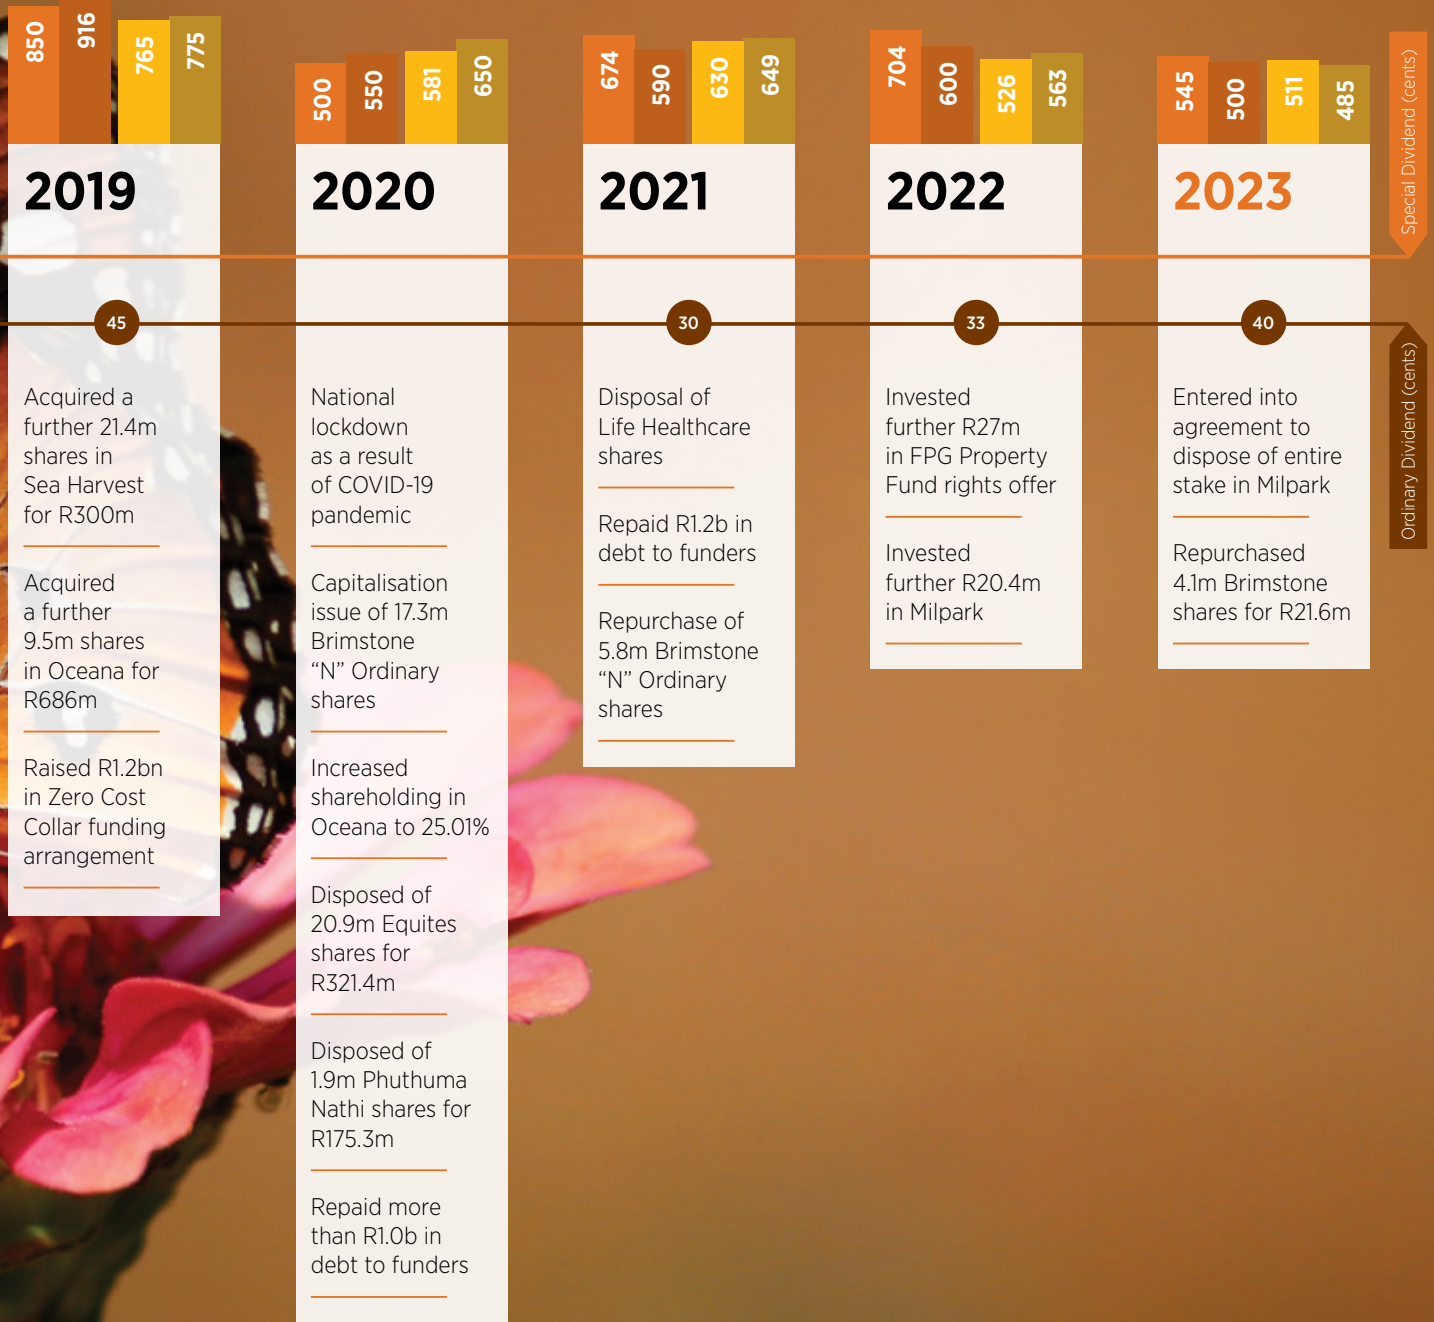 850
916
765
775
2019
45
Acquired a
further 21.4m
shares in
Sea Harvest
for R300m
Acquired
a further
9.5m shares
in Oceana for
R686m
Raised R1.2bn
in Zero Cost
Collar funding
arrangement
500
550
581
650
2020
National
lockdown
as a result
of COVID-19
pandemic
Capitalisation
issue of 17.3m
Brimstone
“N” Ordinary
shares
Increased
shareholding in
Oceana to 25.01%
Disposed of
20.9m Equites
shares for
R321.4m
Disposed of
1.9m Phuthuma
Nathi shares for
R175.3m
Repaid more
than R1.0b in
debt to funders
674
590
630
649
2021
30
Disposal of
Life Healthcare
shares
Repaid R1.2b in
debt to funders
Repurchase of
5.8m Brimstone
“N” Ordinary
shares
704
600
526
563
2022
33
Invested
further R27m
in FPG Property
Fund rights offer
Invested
further R20.4m
in Milpark
545
500
511
485
2023
40
Entered into
agreement to
dispose of entire
stake in Milpark
Repurchased
4.1m Brimstone
shares for R21.6m
Special Dividend (cents)
Ordinary Dividend (cents)